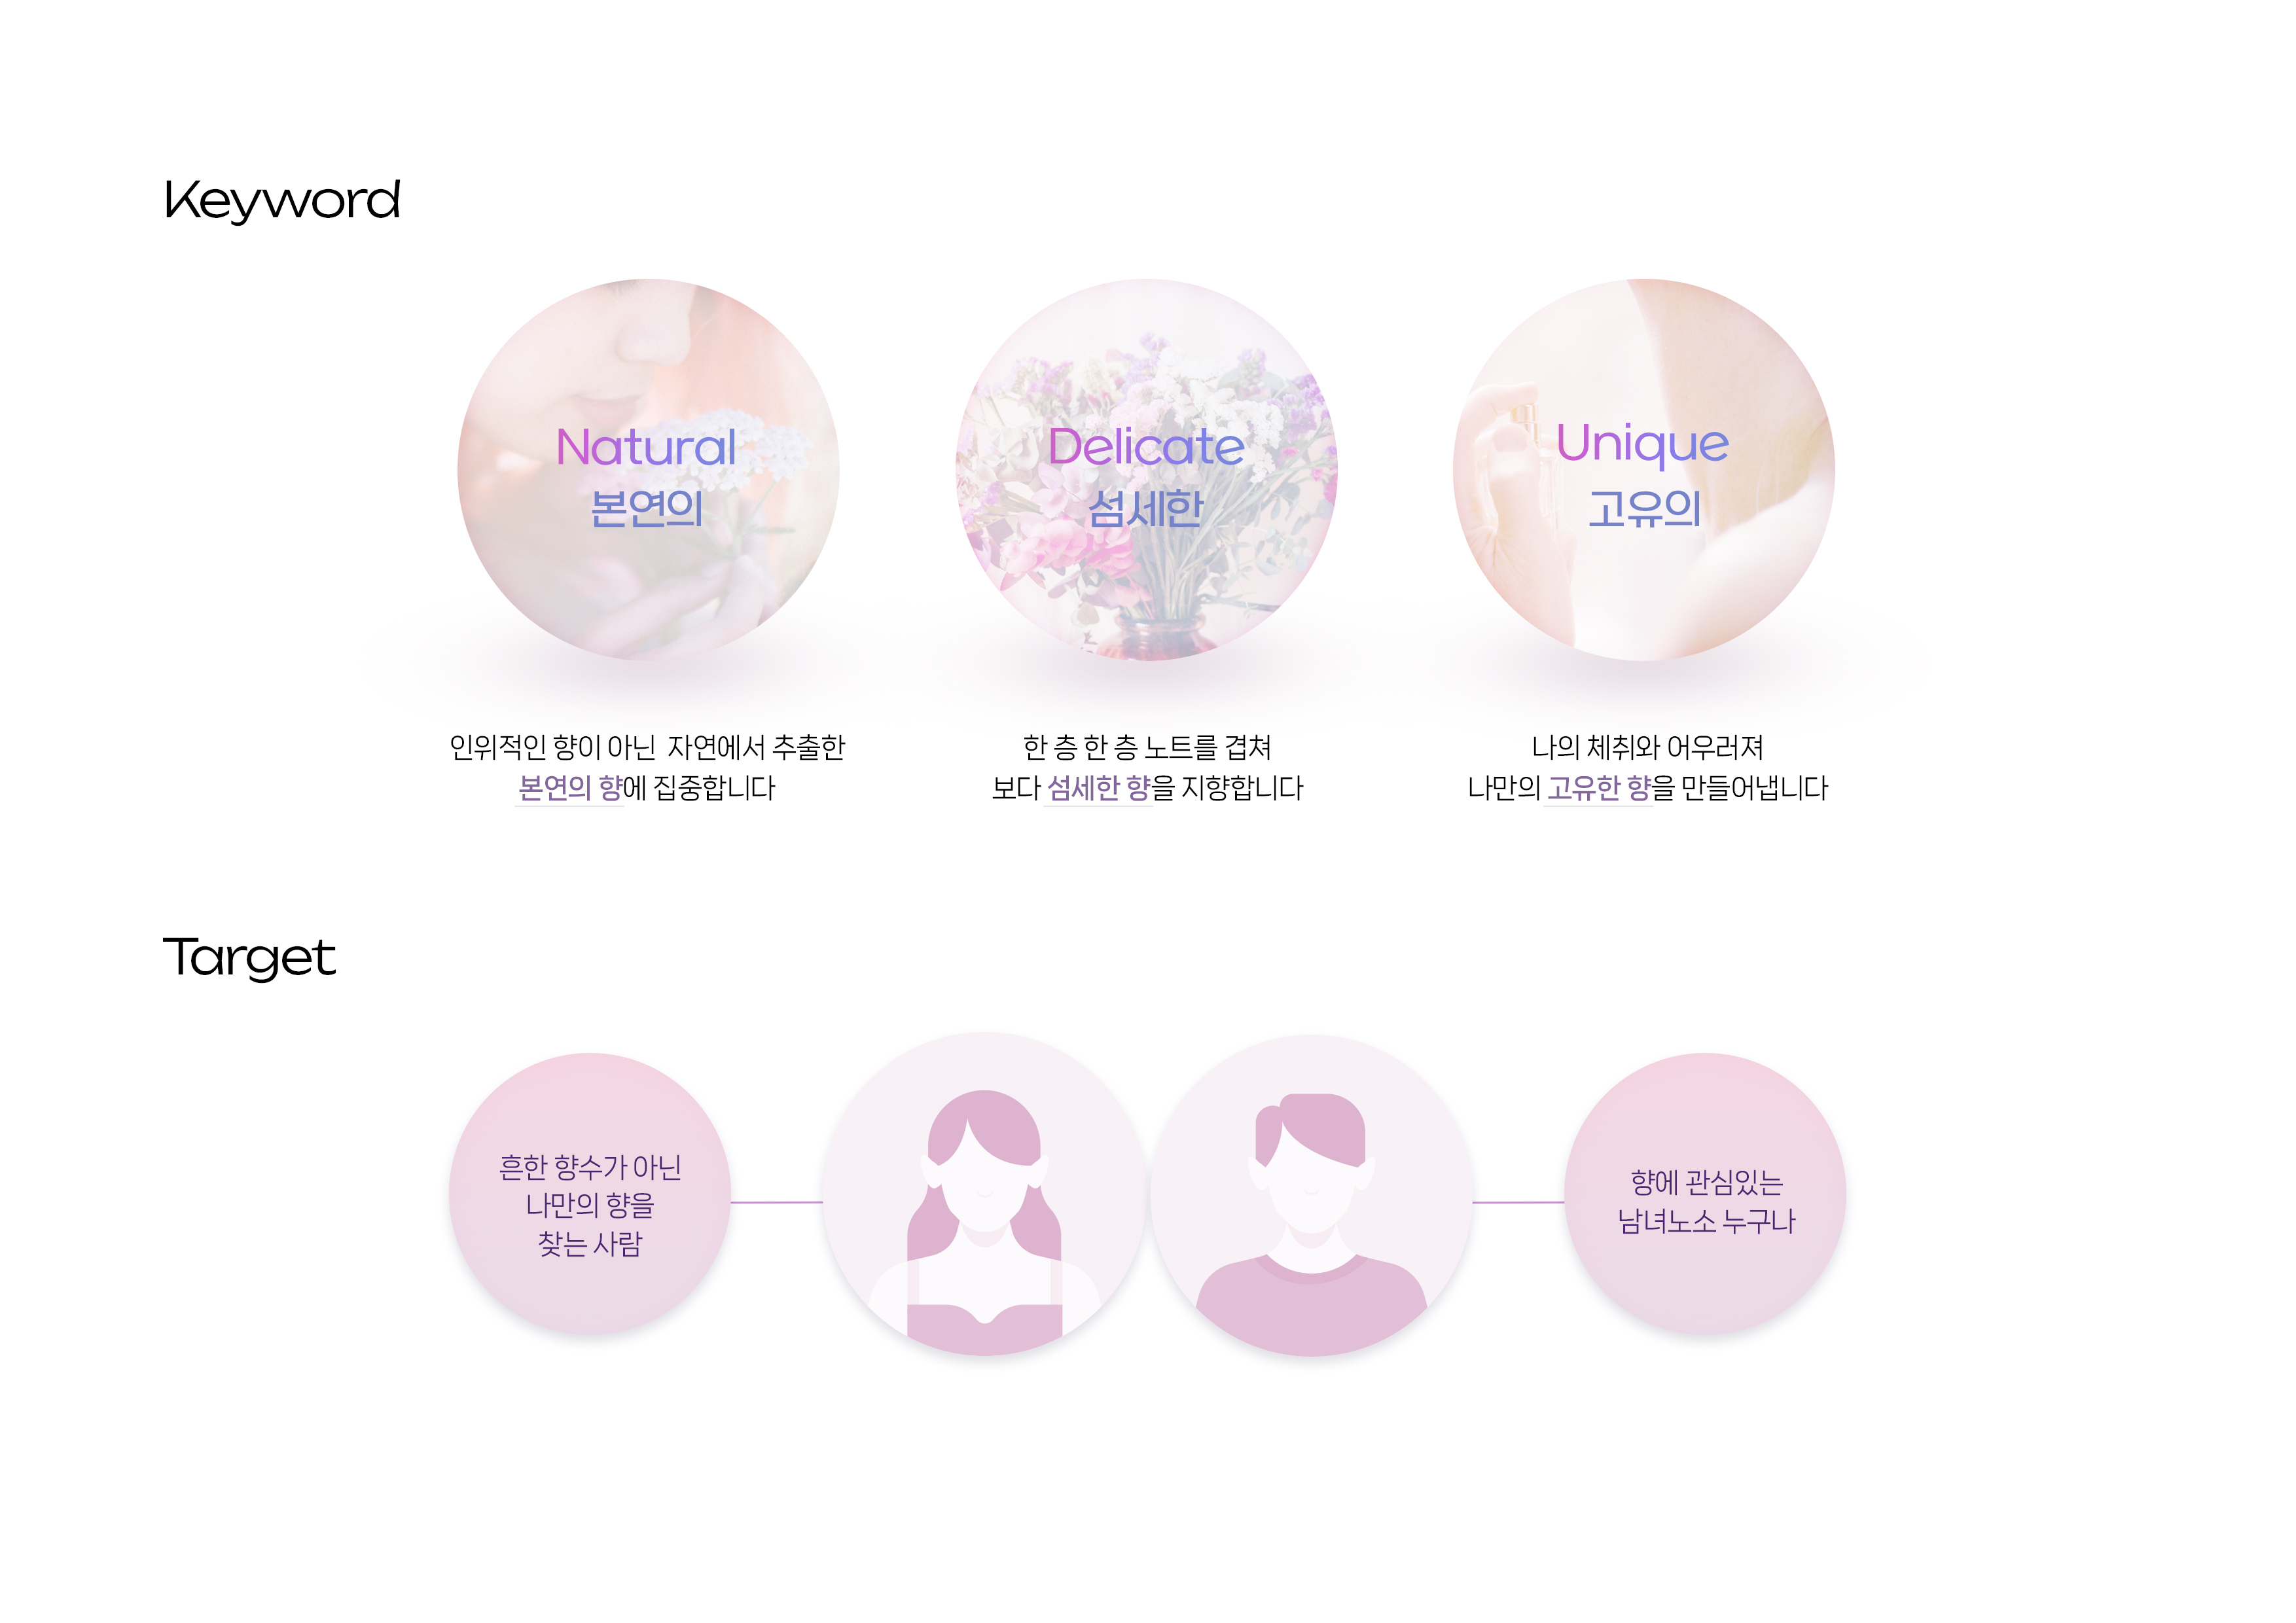 Keyword
Natural
본연의
Delicate
섬세한
Unique
고유의
인위적인 향이 아닌 자연에서 추출한
본연의 향에 집중합니다
한 층 한 층 노트를 겹쳐
보다 섬세한 향을 지향합니다
나의 체취와 어우러져
나만의 고유한 향을 만들어냅니다
Target
흔한 향수가 아닌
나만의 향을
찾는 사람
향에 관심있는
남녀노소 누구나